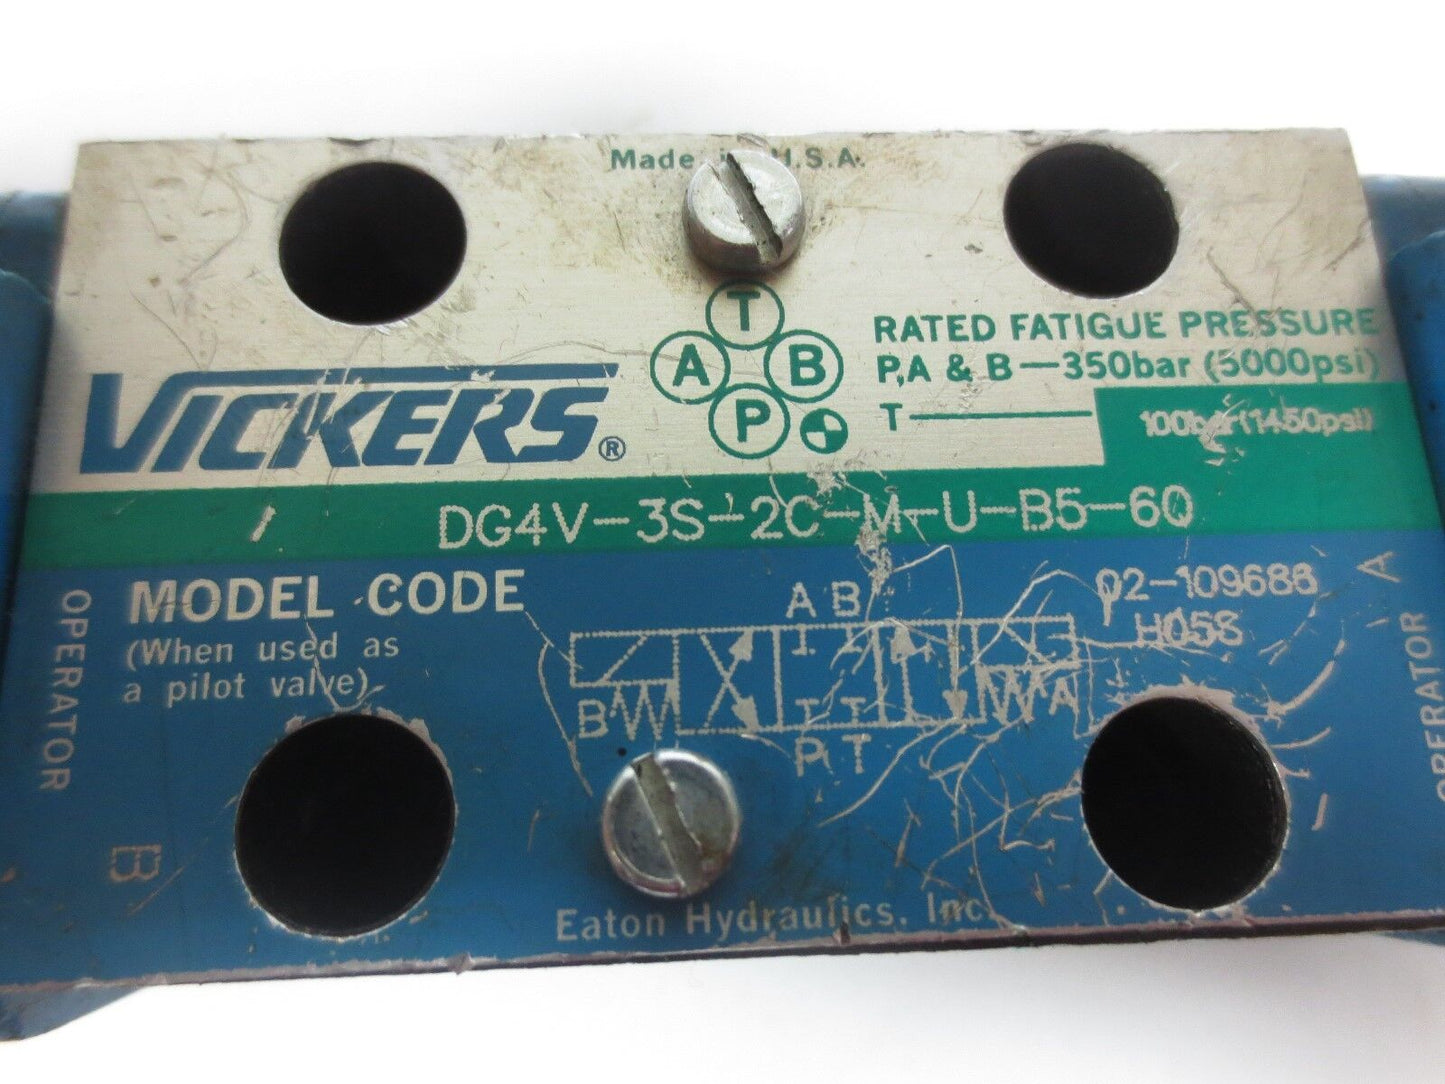 Made in U.S.A.
T
A B
P
RATED FATIGUE PRESSURE
P,A & B—350bar (5000psi)
T— 100bar(1450psi)
VICKERS®
DG4V-3S-2C-M-U-B5-60
MODEL CODE
(When used as
a pilot valve)
02-109688
H058
A B
B A
P T
OPERATOR
B
OPERATOR
A
Eaton Hydraulics, Inc.